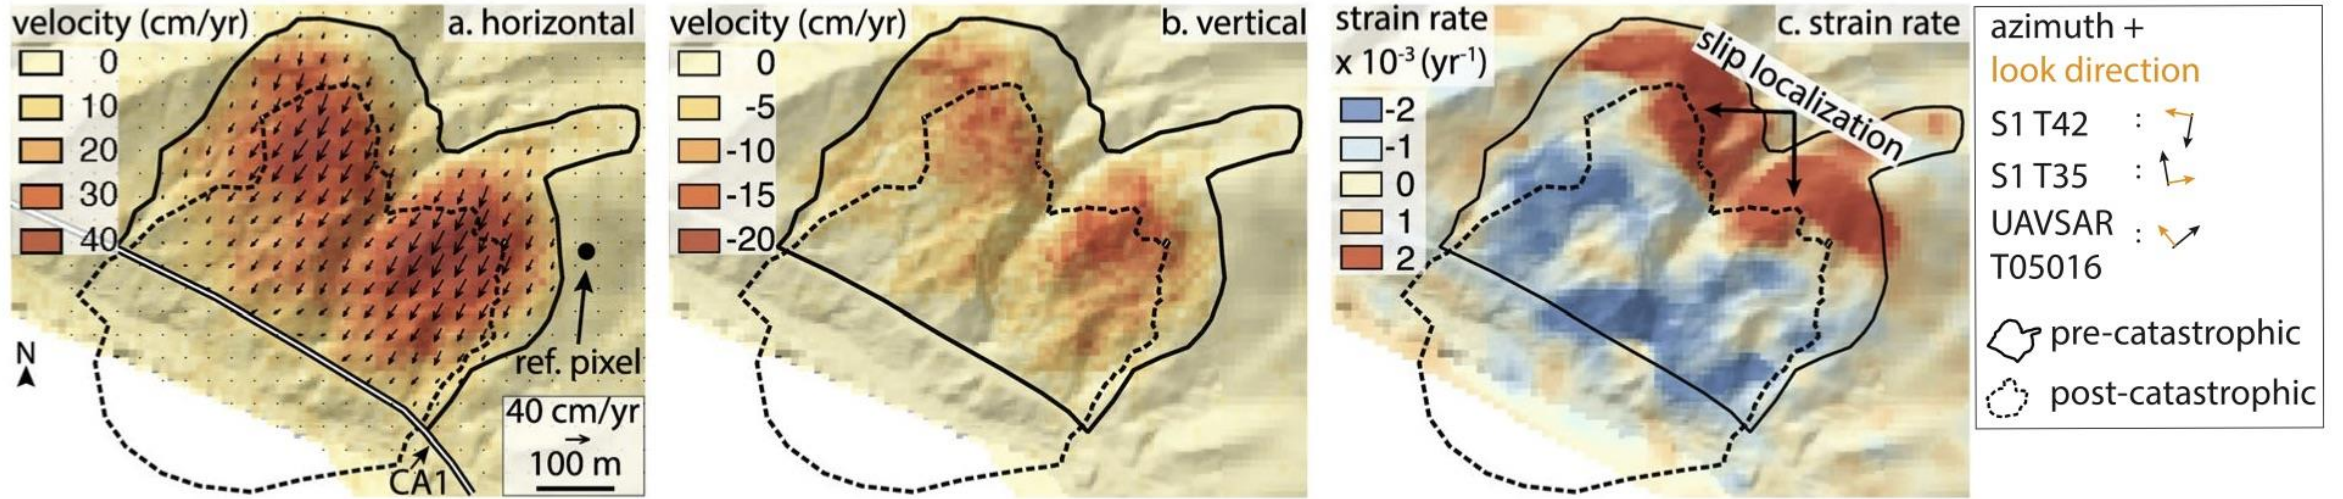 velocity (cm/yr)
a. horizontal
0
10
20
30
40
N
ref. pixel
40 cm/yr
100 m
CA1
velocity (cm/yr)
b. vertical
0
-5
-10
-15
-20
strain rate
x 10-3 (yr-1)
c. strain rate
slip localization
-2
-1
0
1
2
azimuth +
look direction
S1 T42 :
S1 T35 :
UAVSAR :
T05016
pre-catastrophic
post-catastrophic